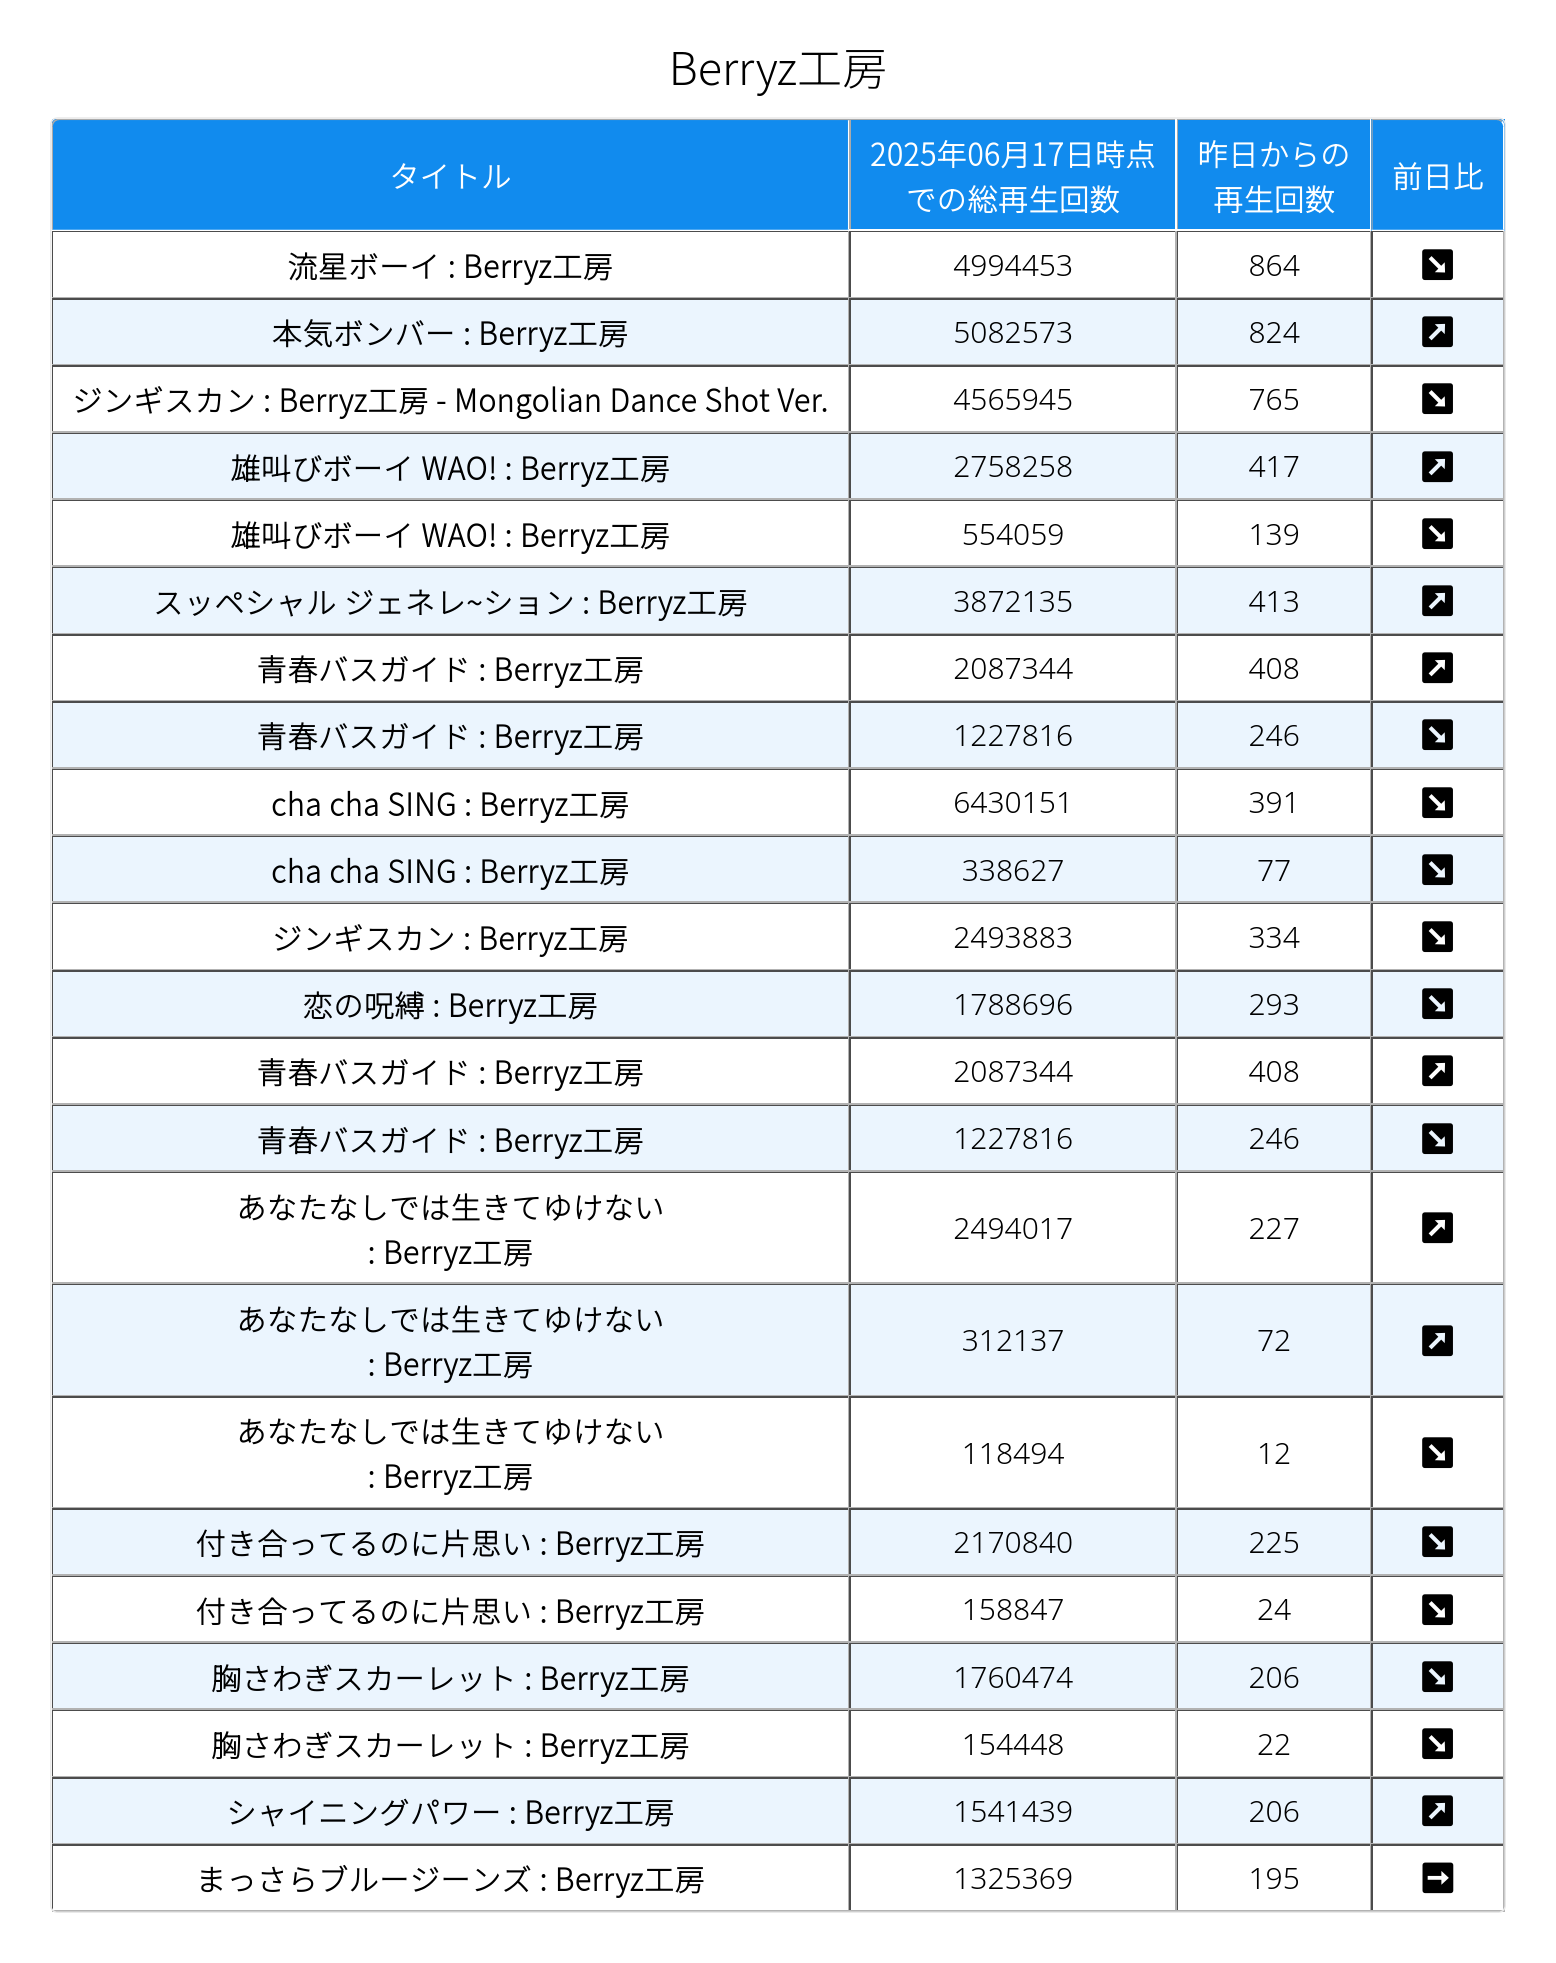 Berryz工房
タイトル
2025年06月17日時点
での総再生回数
昨日からの
再生回数
前日比
流星ボーイ : Berryz工房 4994453 864 ↘
本気ボンバー : Berryz工房 5082573 824 ↗
ジンギスカン : Berryz工房 - Mongolian Dance Shot Ver. 4565945 765 ↘
雄叫びボーイ WAO! : Berryz工房 2758258 417 ↗
雄叫びボーイ WAO! : Berryz工房 554059 139 ↘
スッペシャル ジェネレ~ション : Berryz工房 3872135 413 ↗
青春バスガイド : Berryz工房 2087344 408 ↗
青春バスガイド : Berryz工房 1227816 246 ↘
cha cha SING : Berryz工房 6430151 391 ↘
cha cha SING : Berryz工房 338627 77 ↘
ジンギスカン : Berryz工房 2493883 334 ↘
恋の呪縛 : Berryz工房 1788696 293 ↘
青春バスガイド : Berryz工房 2087344 408 ↗
青春バスガイド : Berryz工房 1227816 246 ↘
あなたなしでは生きてゆけない
: Berryz工房 2494017 227 ↗
あなたなしでは生きてゆけない
: Berryz工房 312137 72 ↗
あなたなしでは生きてゆけない
: Berryz工房 118494 12 ↘
付き合ってるのに片思い : Berryz工房 2170840 225 ↘
付き合ってるのに片思い : Berryz工房 158847 24 ↘
胸さわぎスカーレット : Berryz工房 1760474 206 ↘
胸さわぎスカーレット : Berryz工房 154448 22 ↘
シャイニングパワー : Berryz工房 1541439 206 ↗
まっさらブルージーンズ : Berryz工房 1325369 195 →